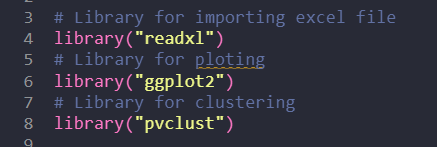 3 # Library for importing excel file
4 library("readxl")
5 # Library for ploting
6 library("ggplot2")
7 # Library for clustering
8 library("pvclust")
9